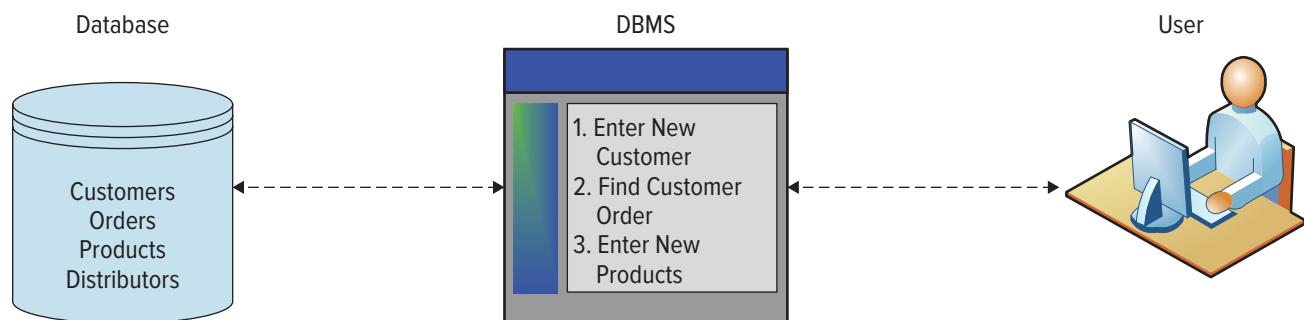 Database
DBMS
User
Customers
Orders
Products
Distributors
1. Enter New
Customer
2. Find Customer
Order
3. Enter New
Products